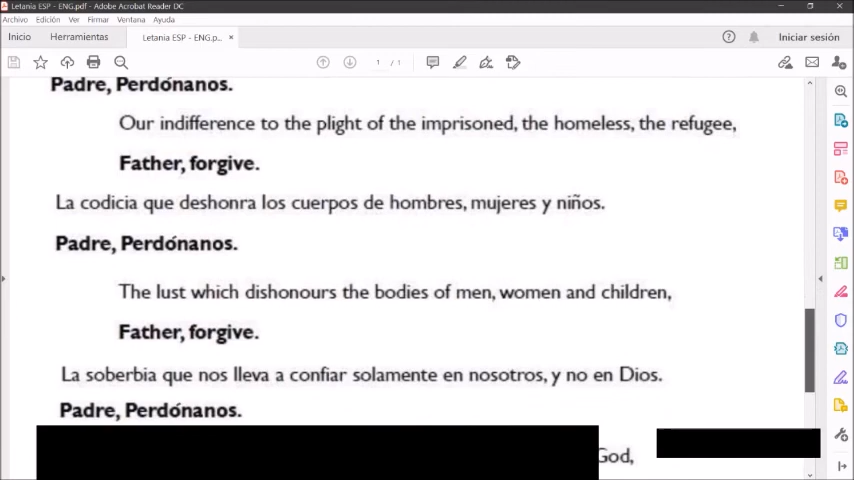 Letania ESP - ENG.pdf - Adobe Acrobat Reader DC
Archivo Edición Ver Firmar Ventana Ayuda
Inicio Herramientas Letania ESP - ENG.p... × Iniciar sesión
1 / 1
Padre, Perdónanos.
Our indifference to the plight of the imprisoned, the homeless, the refugee,
Father, forgive.
La codicia que deshonra los cuerpos de hombres, mujeres y niños.
Padre, Perdónanos.
The lust which dishonours the bodies of men, women and children,
Father, forgive.
La soberbia que nos lleva a confiar solamente en nosotros, y no en Dios.
Padre, Perdónanos.
God,